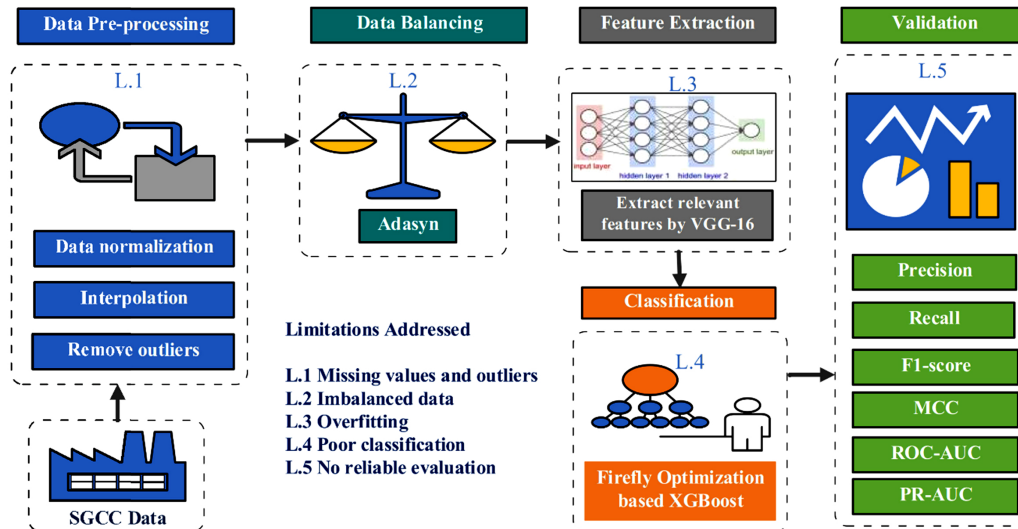 Data Pre-processing
Data Balancing
Feature Extraction
Validation
L.1
Data normalization
Interpolation
Remove outliers
SGCC Data
L.2
Adasyn
L.3
input layer
hidden layer 1
hidden layer 2
output layer
Extract relevant
features by VGG-16
Classification
L.4
Firefly Optimization
based XGBoost
L.5
Precision
Recall
F1-score
MCC
ROC-AUC
PR-AUC
Limitations Addressed
L.1 Missing values and outliers
L.2 Imbalanced data
L.3 Overfitting
L.4 Poor classification
L.5 No reliable evaluation